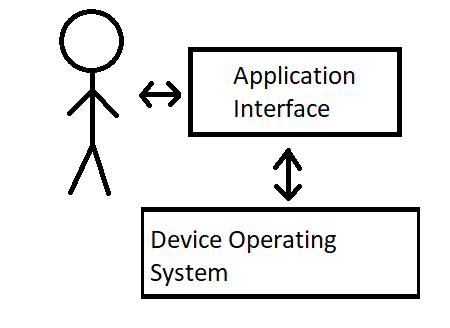 Application
Interface
Device Operating
System